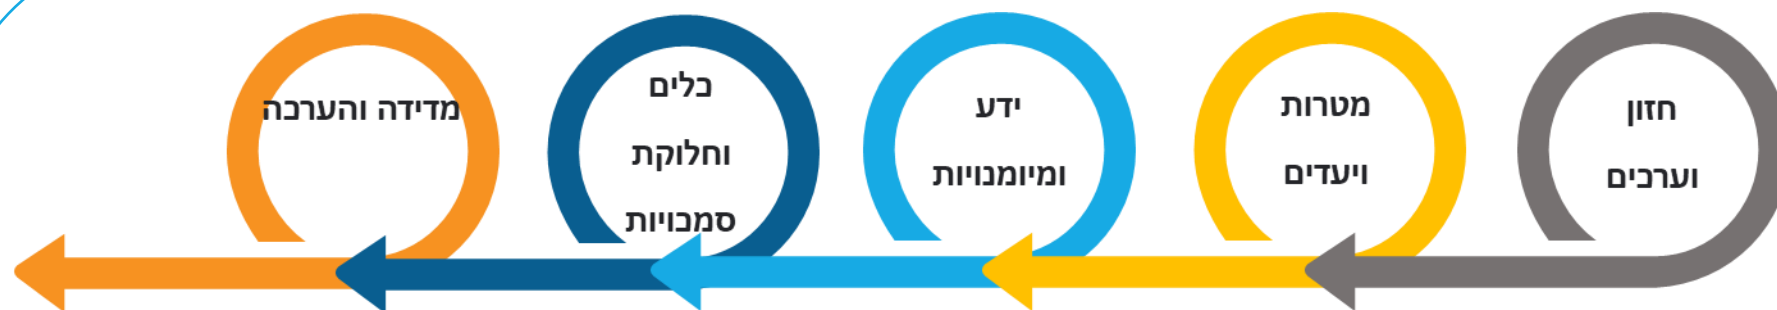 חזון
וערכים
מטרות
ויעדים
ידע
ומיומנויות
כלים
וחלוקת
סמכויות
מדידה והערכה